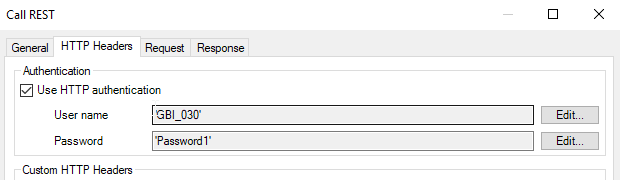 Call REST
General HTTP Headers Request Response
Authentication
Use HTTP authentication
User name 'GBI_030' Edit...
Password 'Password1' Edit...
Custom HTTP Headers